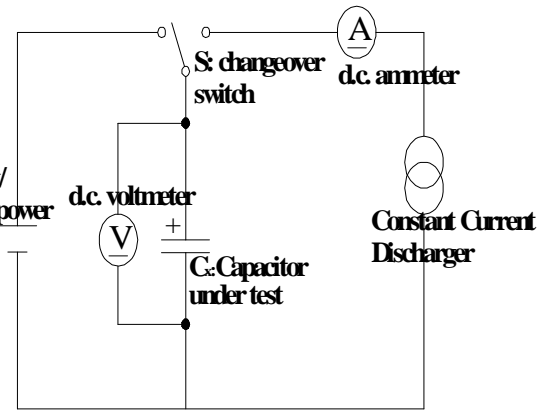 A
S: changeover
switch
d.c. ammeter
/
power
d.c. voltmeter
V
+
Cx:Capacitor
under test
Constant Current
Discharger